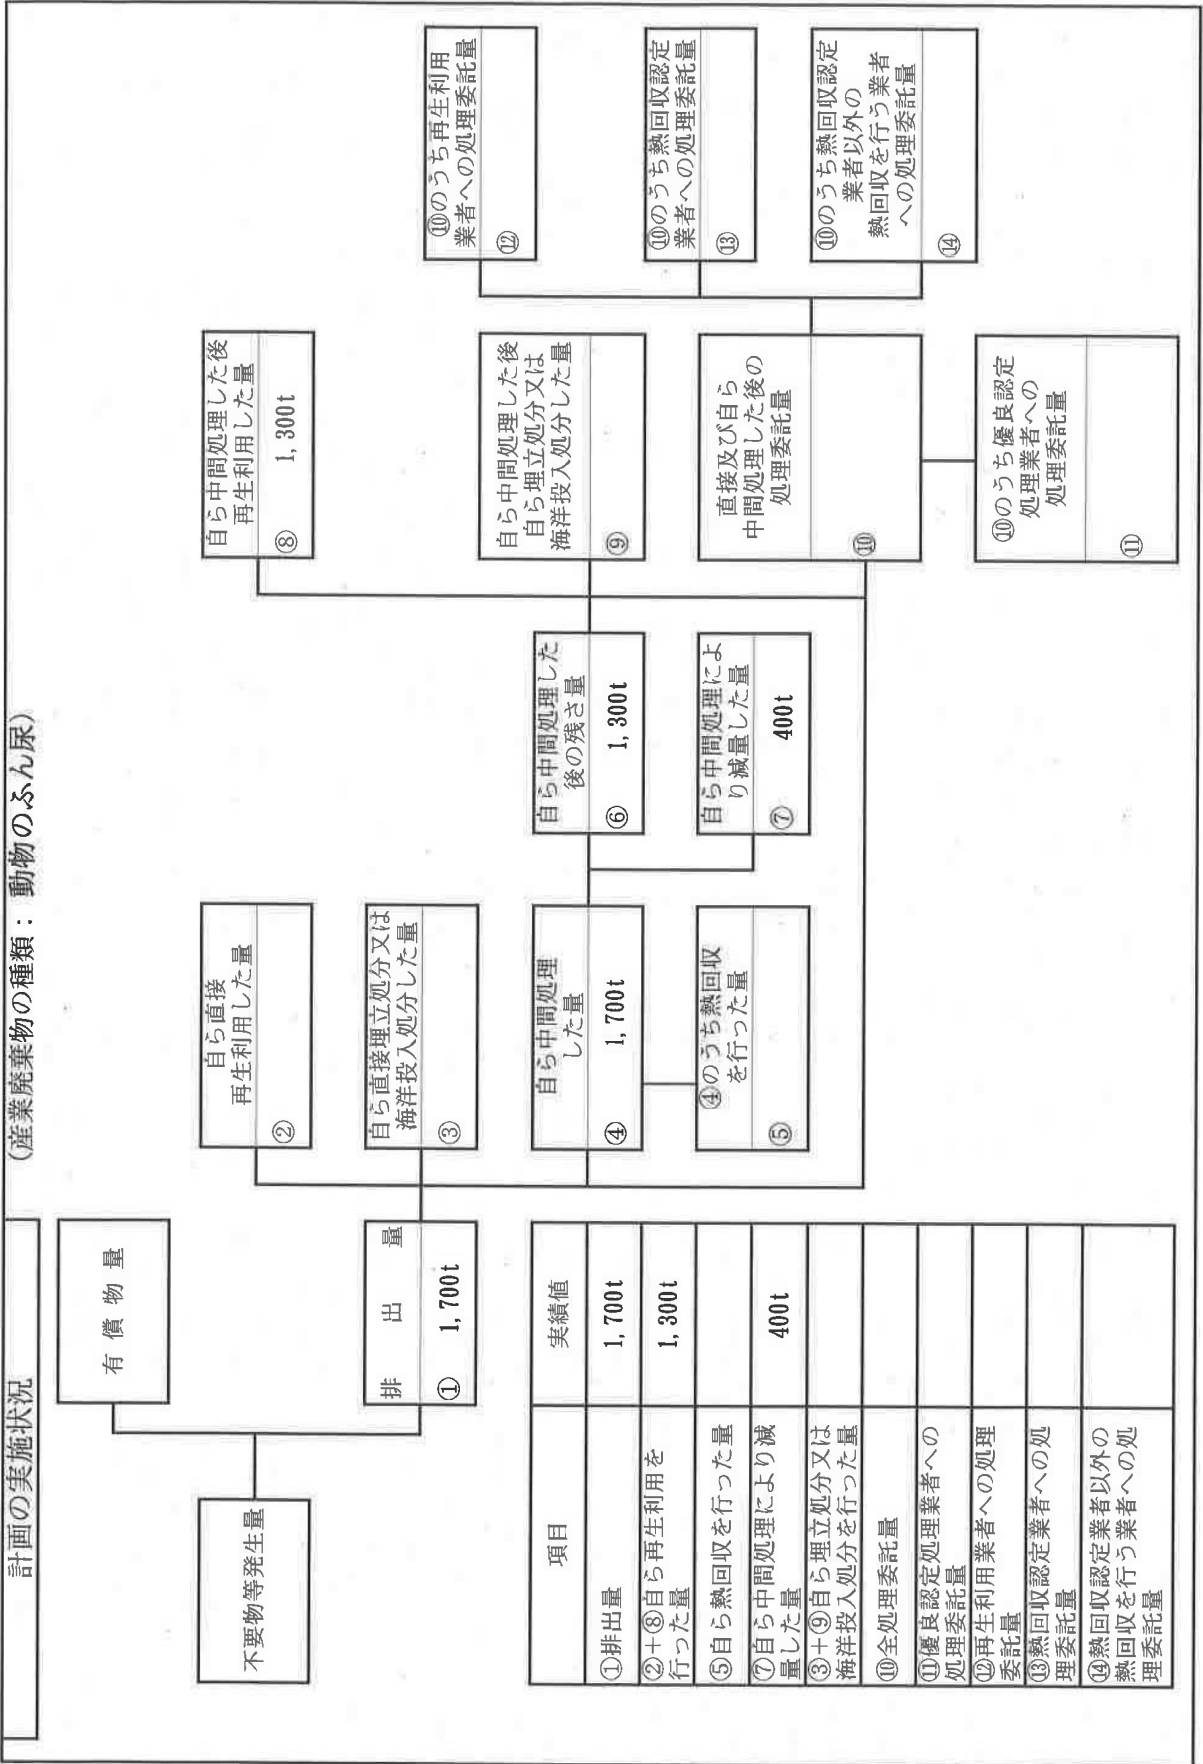 計画の実施状況
（産業廃棄物の種類： 動物のふん尿）
不要物等発生量
有 償 物 量
排 出 量
① 1,700t
自ら直接
再生利用した量
②
自ら直接埋立処分又は
海洋投入処分した量
③
自ら中間処理
した量
④ 1,700t
④のうち熱回収
を行った量
⑤
自ら中間処理した
後の残さ量
⑥ 1,300t
自ら中間処理によ
り減量した量
⑦ 400t
自ら中間処理した後
再生利用した量
⑧ 1,300t
自ら中間処理した後
自ら埋立処分又は
海洋投入処分した量
⑨
直接及び自ら
中間処理した後の
処理委託量
⑩
⑩のうち優良認定
処理業者への
処理委託量
⑪
⑩のうち再生利用
業者への処理委託量
⑫
⑩のうち熱回収認定
業者への処理委託量
⑬
⑩のうち熱回収認定
業者以外の
熱回収を行う業者
への処理委託量
⑭
項目 実績値
①排出量 1,700t
②+⑧自ら再生利用を
行った量 1,300t
⑤自ら熱回収を行った量
⑦自ら中間処理により減
量した量 400t
③+⑨自ら埋立処分又は
海洋投入処分を行った量
⑩全処理委託量
⑪優良認定処理業者への
処理委託量
⑫再生利用業者への処理
委託量
⑬熱回収認定業者への処
理委託量
⑭熱回収認定業者以外の
熱回収を行う業者への処
理委託量